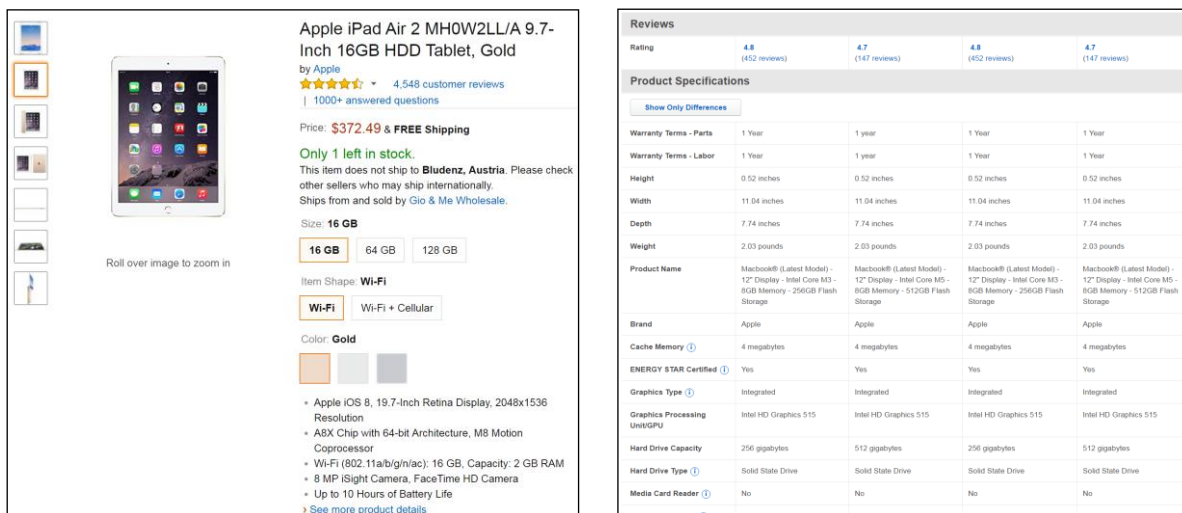 Apple iPad Air 2 MH0W2LL/A 9.7-
Inch 16GB HDD Tablet, Gold
by Apple
4,548 customer reviews
| 1000+ answered questions
Price: $372.49 & FREE Shipping
Only 1 left in stock.
This item does not ship to Bludenz, Austria. Please check
other sellers who may ship internationally.
Ships from and sold by Gio & Me Wholesale.
Size: 16 GB
16 GB 64 GB 128 GB
Item Shape: Wi-Fi
Wi-Fi Wi-Fi + Cellular
Color: Gold
• Apple iOS 8, 19.7-Inch Retina Display, 2048x1536
Resolution
• A8X Chip with 64-bit Architecture, M8 Motion
Coprocessor
• Wi-Fi (802.11a/b/g/n/ac): 16 GB, Capacity: 2 GB RAM
• 8 MP iSight Camera, FaceTime HD Camera
• Up to 10 Hours of Battery Life
› See more product details
Roll over image to zoom in
Reviews
Rating 4.8 4.7 4.8 4.7
(452 reviews) (147 reviews) (452 reviews) (147 reviews)
Product Specifications
Show Only Differences
Warranty Terms - Parts 1 Year 1 year 1 Year 1 Year
Warranty Terms - Labor 1 Year 1 year 1 Year 1 Year
Height 0.52 inches 0.52 inches 0.52 inches 0.52 inches
Width 11.04 inches 11.04 inches 11.04 inches 11.04 inches
Depth 7.74 inches 7.74 inches 7.74 inches 7.74 inches
Weight 2.03 pounds 2.03 pounds 2.03 pounds 2.03 pounds
Product Name Macbook® (Latest Model) - Macbook® (Latest Model) - Macbook® (Latest Model) - Macbook® (Latest Model) -
12" Display - Intel Core M3 - 12" Display - Intel Core M5 - 12" Display - Intel Core M3 - 12" Display - Intel Core M5 -
8GB Memory - 256GB Flash 8GB Memory - 512GB Flash 8GB Memory - 256GB Flash 8GB Memory - 512GB Flash
Storage Storage Storage Storage
Brand Apple Apple Apple Apple
Cache Memory 4 megabytes 4 megabytes 4 megabytes 4 megabytes
ENERGY STAR Certified Yes Yes Yes Yes
Graphics Type Integrated Integrated Integrated Integrated
Graphics Processing Intel HD Graphics 515 Intel HD Graphics 515 Intel HD Graphics 515 Intel HD Graphics 515
Unit/GPU
Hard Drive Capacity 256 gigabytes 512 gigabytes 256 gigabytes 512 gigabytes
Hard Drive Type Solid State Drive Solid State Drive Solid State Drive Solid State Drive
Media Card Reader No No No No